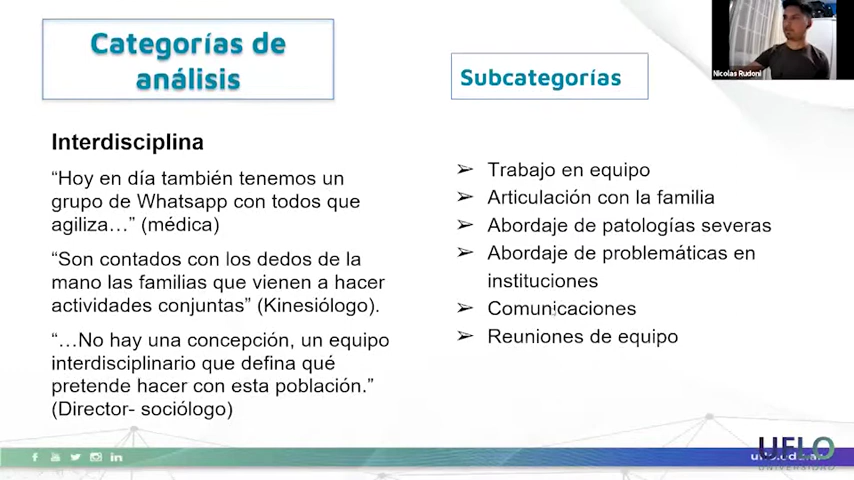 Categorías de
análisis
Subcategorías
Nicolas Rudoni
Interdisciplina
“Hoy en día también tenemos un
grupo de Whatsapp con todos que
agiliza…” (médica)
“Son contados con los dedos de la
mano las familias que vienen a hacer
actividades conjuntas” (Kinesiólogo).
“…No hay una concepción, un equipo
interdisciplinario que defina qué
pretende hacer con esta población.”
(Director- sociólogo)
➢ Trabajo en equipo
➢ Articulación con la familia
➢ Abordaje de patologías severas
➢ Abordaje de problemáticas en
instituciones
➢ Comunicaciones
➢ Reuniones de equipo
UFLO
UNIVERSIDAD